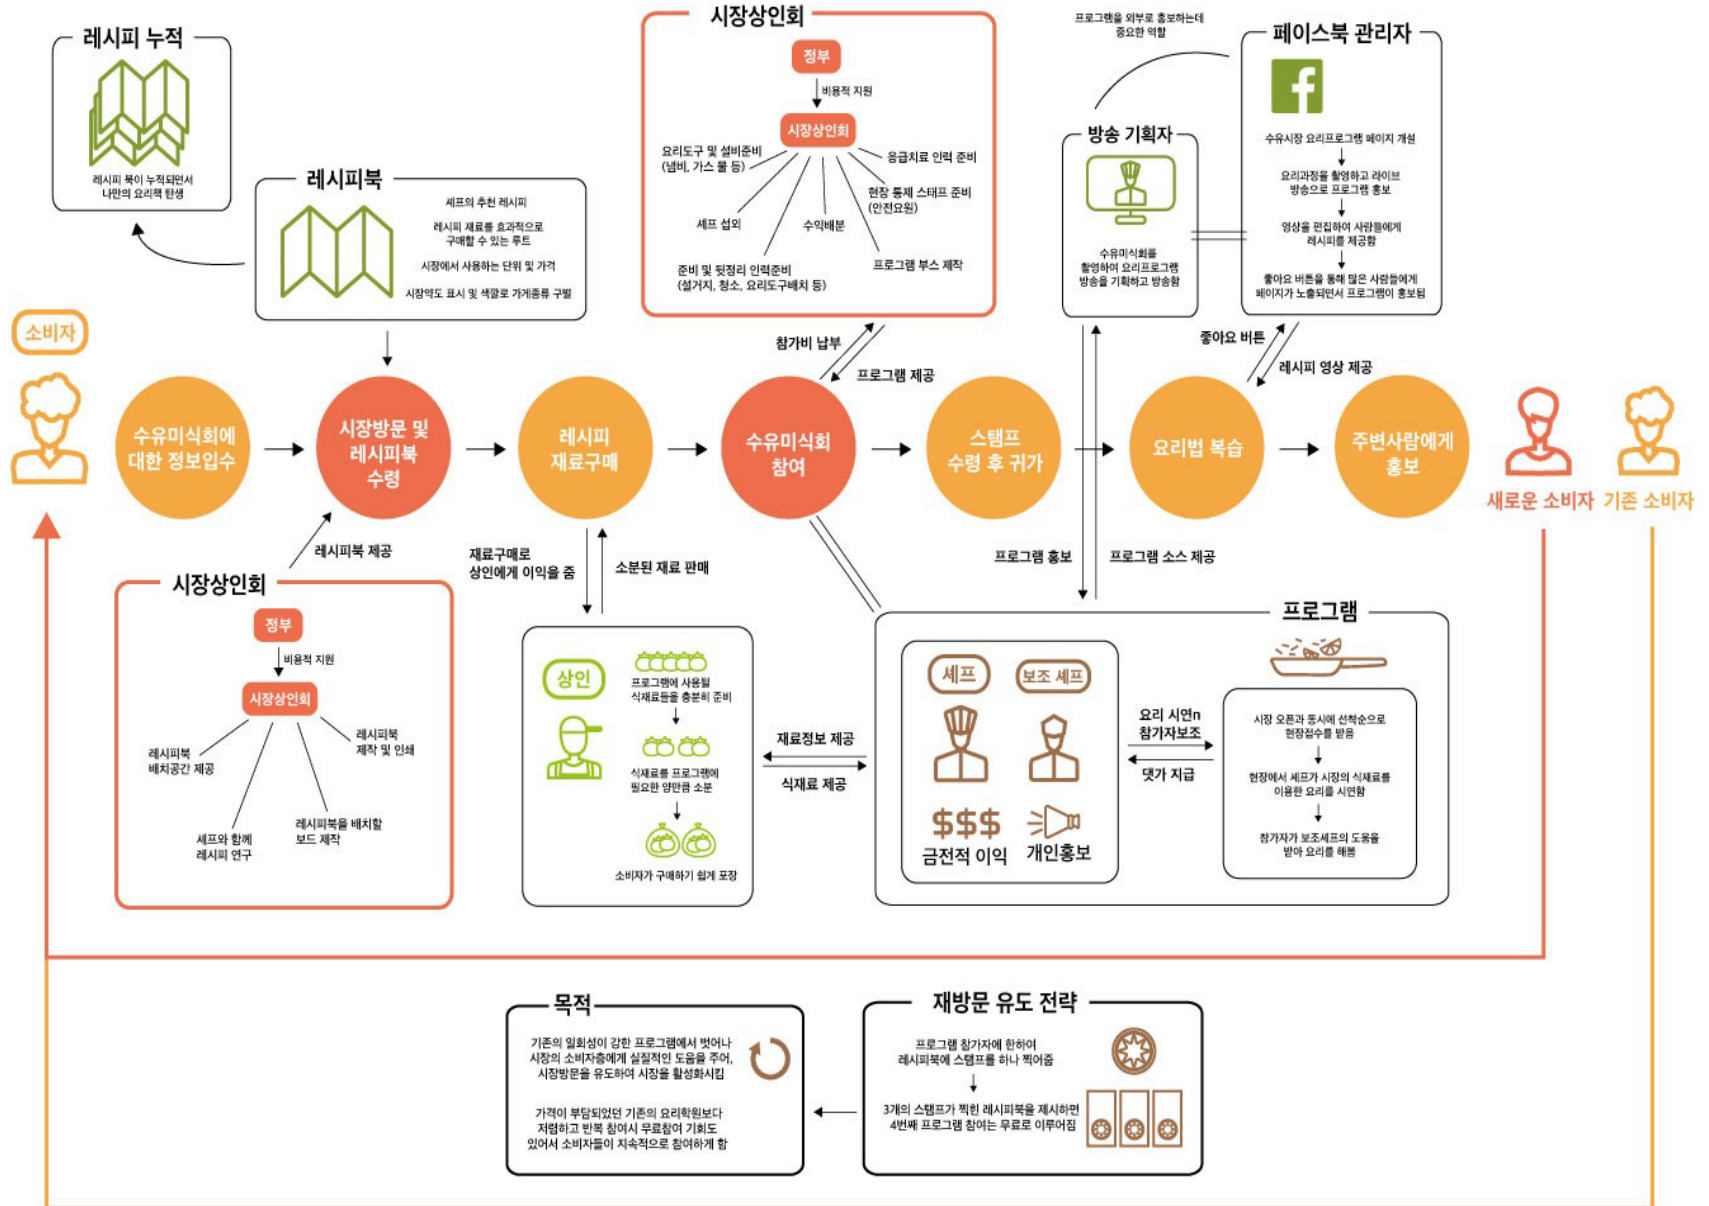 레시피 누적
레시피 북이 누적되면서
나만의 요리책 탄생
레시피북
셰프의 추천 레시피
레시피 재료를 효과적으로
구매할 수 있는 루트
시장에서 사용하는 단위 및 가격
시장약도 표시 및 색깔로 가게종류 구별
시장상인회
정부
비용적 지원
시장상인회
요리도구 및 설비준비
(냄비, 가스 물 등)
셰프 섭외
준비 및 뒷정리 인력준비
(설거지, 청소, 요리도구배치 등)
수익배분
프로그램 부스 제작
현장 통제 스태프 준비
(안전요원)
응급치료 인력 준비
프로그램을 외부로 홍보하는데
중요한 역할
방송 기획자
수유미식회를
촬영하여 요리프로그램
방송을 기획하고 방송함
페이스북 관리자
수유시장 요리프로그램 페이지 개설
요리과정을 촬영하고 라이브
방송으로 프로그램 홍보
영상을 편집하여 사람들에게
레시피를 제공함
좋아요 버튼을 통해 많은 사람들에게
페이지가 노출되면서 프로그램이 홍보됨
참가비 납부
프로그램 제공
좋아요 버튼
레시피 영상 제공
소비자
수유미식회에
대한 정보입수
시장방문 및
레시피북
수령
레시피
재료구매
수유미식회
참여
스탬프
수령 후 귀가
요리법 복습
주변사람에게
홍보
새로운 소비자
기존 소비자
레시피북 제공
재료구매로
상인에게 이익을 줌
소분된 재료 판매
프로그램 홍보
프로그램 소스 제공
시장상인회
정부
비용적 지원
시장상인회
레시피북
배치공간 제공
셰프와 함께
레시피 연구
레시피북을 배치할
보드 제작
레시피북
제작 및 인쇄
상인
프로그램에 사용될
식재료들을 충분히 준비
식재료를 프로그램에
필요한 양만큼 소분
소비자가 구매하기 쉽게 포장
재료정보 제공
식재료 제공
프로그램
셰프
보조 셰프
$$$
금전적 이익
개인홍보
요리 시연n
참가자보조
댓가 지급
시장 오픈과 동시에 선착순으로
현장접수를 받음
현장에서 셰프가 시장의 식재료를
이용한 요리를 시연함
참가자가 보조셰프의 도움을
받아 요리를 해봄
목적
기존의 일회성이 강한 프로그램에서 벗어나
시장의 소비자층에게 실질적인 도움을 주어,
시장방문을 유도하여 시장을 활성화시킴
가격이 부담되었던 기존의 요리학원보다
저렴하고 반복 참여시 무료참여 기회도
있어서 소비자들이 지속적으로 참여하게 함
재방문 유도 전략
프로그램 참가자에 한하여
레시피북에 스탬프를 하나 찍어줌
3개의 스탬프가 찍힌 레시피북을 제시하면
4번째 프로그램 참여는 무료로 이루어짐